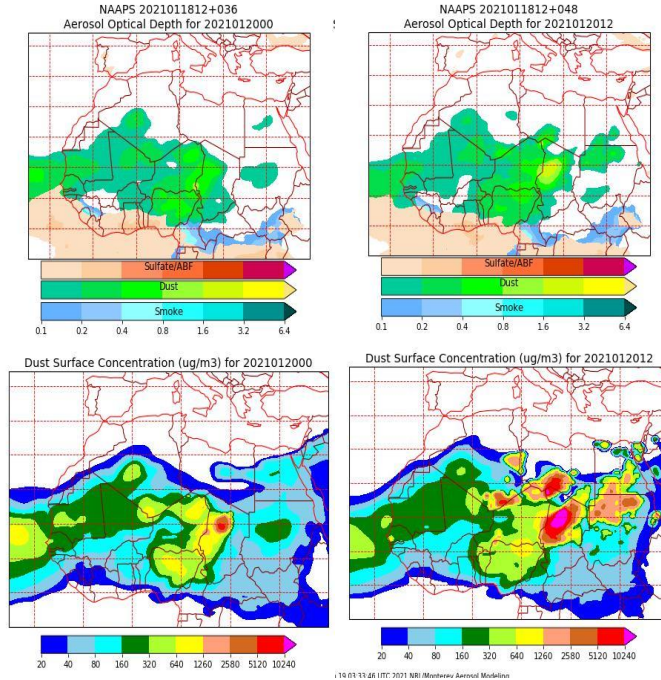 NAAPS 2021011812+036
Aerosol Optical Depth for 2021012000
NAAPS 2021011812+048
Aerosol Optical Depth for 2021012012
Sulfate/ABF
Dust
Smoke
0.1 0.2 0.4 0.8 1.6 3.2 6.4
Sulfate/ABF
Dust
Smoke
0.1 0.2 0.4 0.8 1.6 3.2 6.4
Dust Surface Concentration (ug/m3) for 2021012000
Dust Surface Concentration (ug/m3) for 2021012012
20 40 80 160 320 640 1260 2580 5120 10240
20 40 80 160 320 640 1260 2580 5120 10240
19 03:33:46 UTC 2021 NRL/Monterey Aerosol Modeling